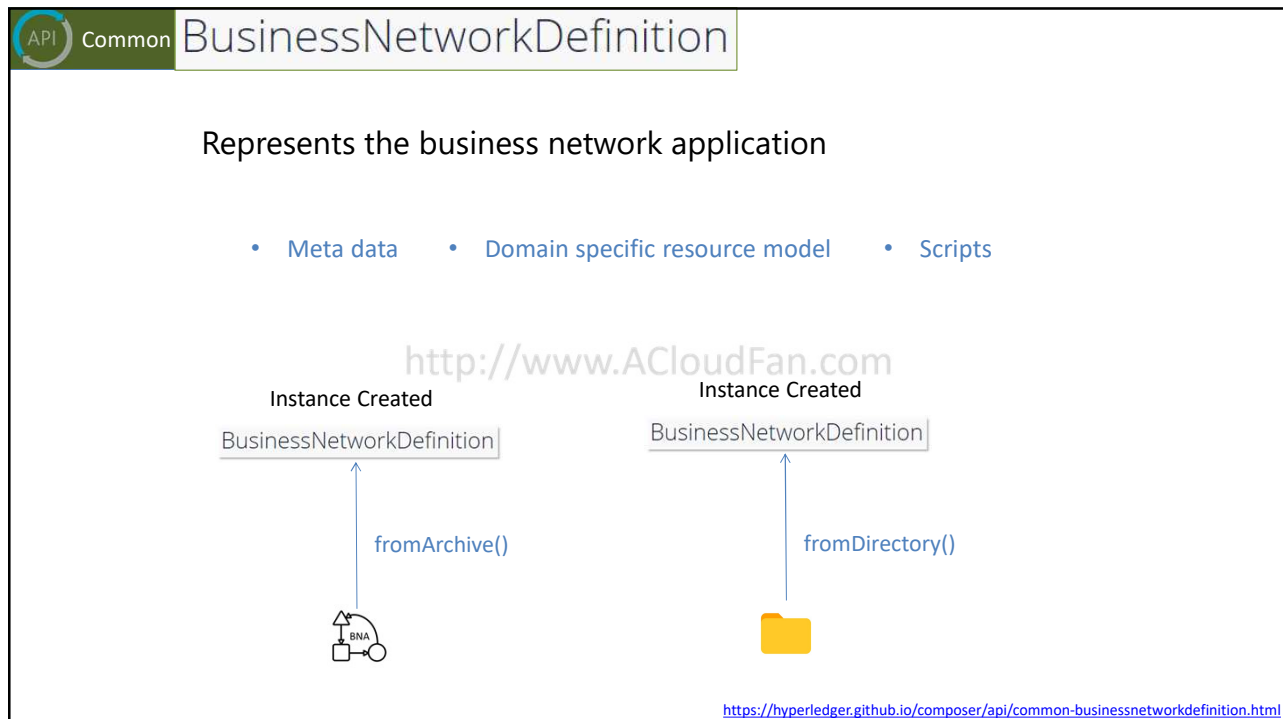 API Common BusinessNetworkDefinition
Represents the business network application
• Meta data • Domain specific resource model • Scripts
http://www.ACloudFan.com
Instance Created
BusinessNetworkDefinition
fromArchive()
BNA
Instance Created
BusinessNetworkDefinition
fromDirectory()
https://hyperledger.github.io/composer/api/common-businessnetworkdefinition.html